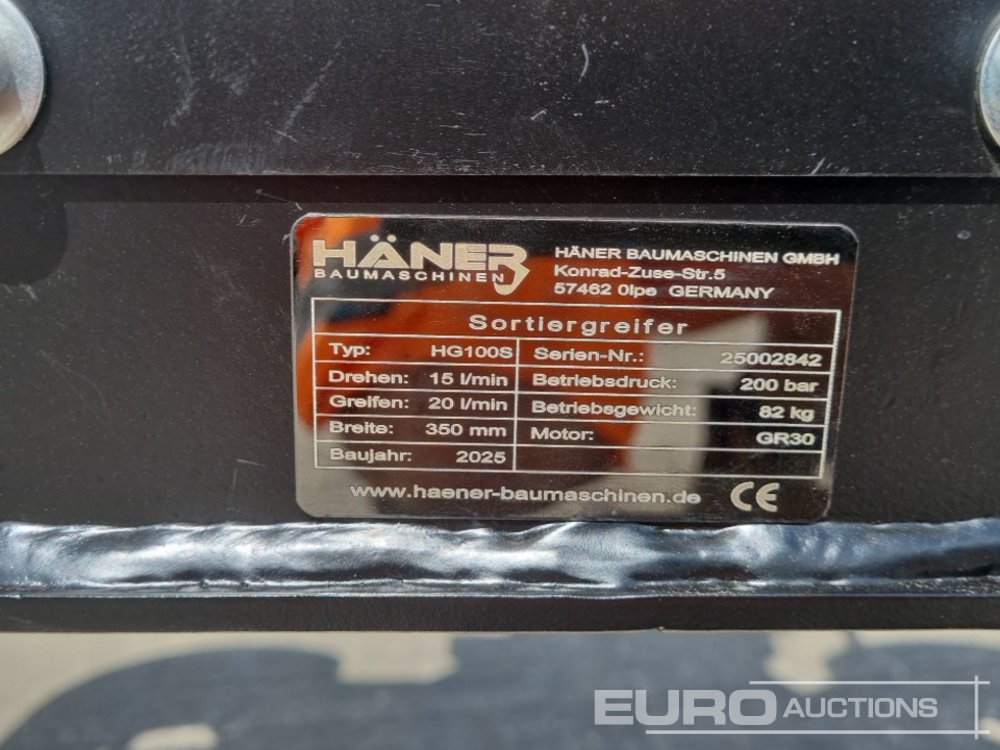 HÄNER
BAUMASCHINEN
HÄNER BAUMASCHINEN GMBH
Konrad-Zuse-Str.5
57462 Olpe GERMANY
Sortiergreifer
Typ: HG100S Serien-Nr.: 25002842
Drehen: 15 l/min Betriebsdruck: 200 bar
Greifen: 20 l/min Betriebsgewicht: 82 kg
Breite: 350 mm Motor: GR30
Baujahr: 2025
www.haener-baumaschinen.de CE
EURO AUCTIONS